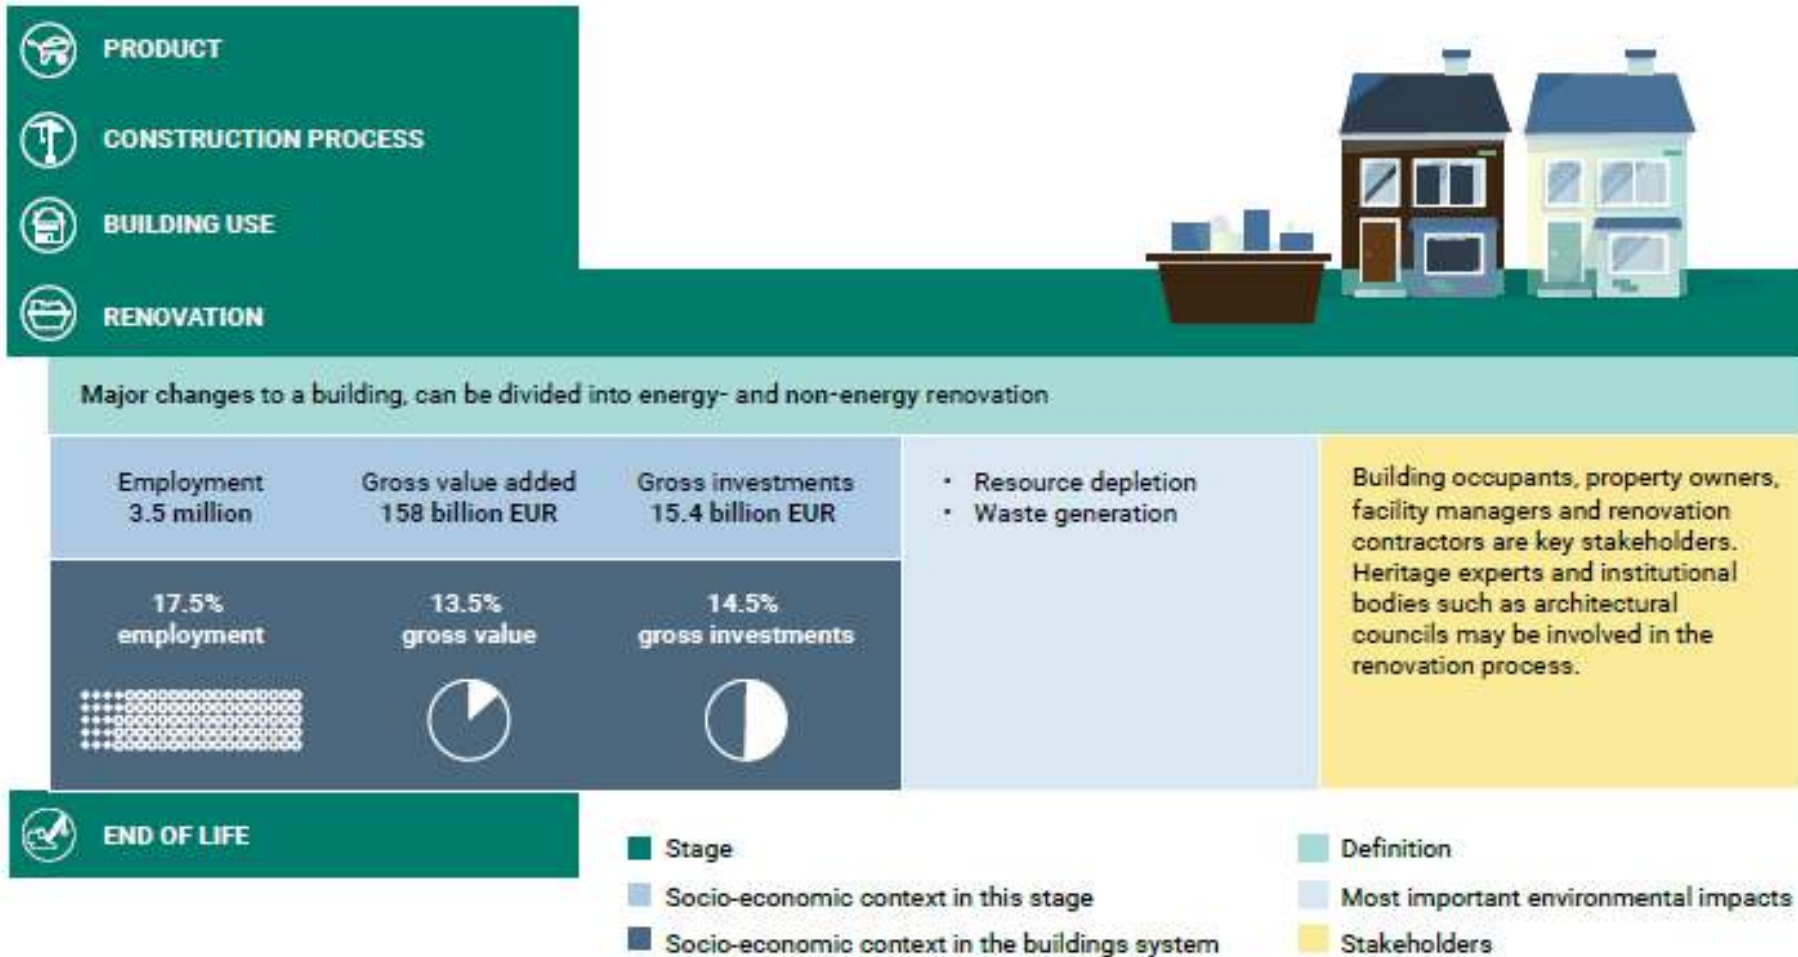 PRODUCT
CONSTRUCTION PROCESS
BUILDING USE
RENOVATION
Major changes to a building, can be divided into energy- and non-energy renovation
Employment
3.5 million
Gross value added
158 billion EUR
Gross investments
15.4 billion EUR
17.5%
employment
13.5%
gross value
14.5%
gross investments
• Resource depletion
• Waste generation
Building occupants, property owners,
facility managers and renovation
contractors are key stakeholders.
Heritage experts and institutional
bodies such as architectural
councils may be involved in the
renovation process.
END OF LIFE
Stage
Socio-economic context in this stage
Socio-economic context in the buildings system
Definition
Most important environmental impacts
Stakeholders